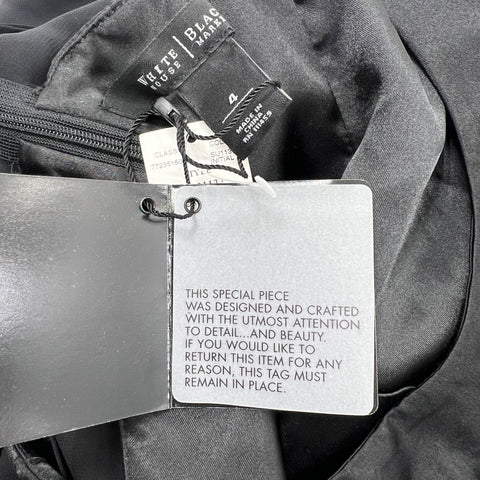 WHITE HOUSE | BLACK MARKET
4
MADE IN
CHINA
RN 111459
THIS SPECIAL PIECE
WAS DESIGNED AND CRAFTED
WITH THE UTMOST ATTENTION
TO DETAIL...AND BEAUTY.
IF YOU WOULD LIKE TO
RETURN THIS ITEM FOR ANY
REASON, THIS TAG MUST
REMAIN IN PLACE.